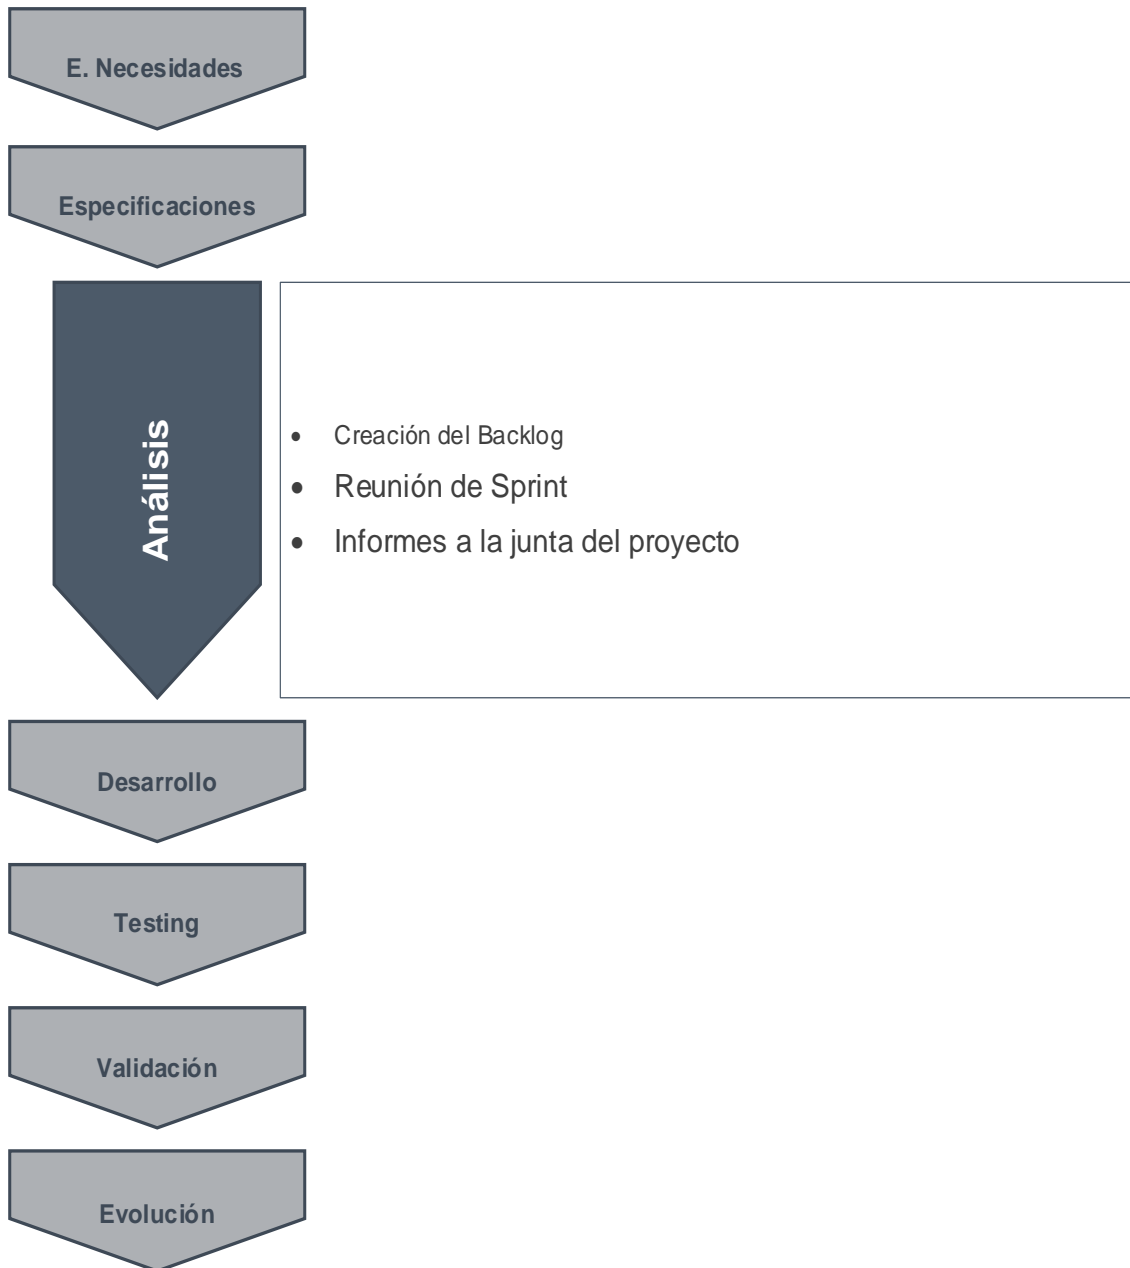 E. Necesidades
Especificaciones
Análisis
• Creación del Backlog
• Reunión de Sprint
• Informes a la junta del proyecto
Desarrollo
Testing
Validación
Evolución